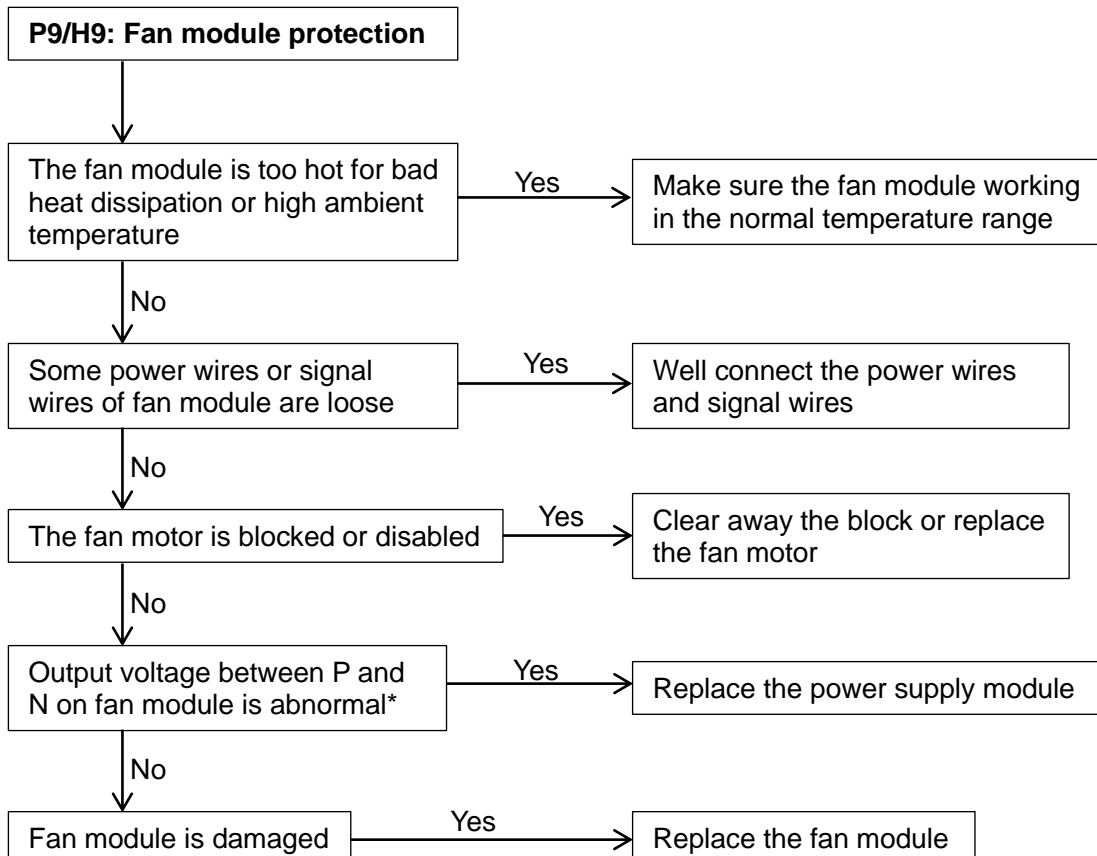 P9/H9: Fan module protection
The fan module is too hot for bad
heat dissipation or high ambient
temperature
Yes
Make sure the fan module working
in the normal temperature range
No
Some power wires or signal
wires of fan module are loose
Yes
Well connect the power wires
and signal wires
No
The fan motor is blocked or disabled
Yes
Clear away the block or replace
the fan motor
No
Output voltage between P and
N on fan module is abnormal*
Yes
Replace the power supply module
No
Fan module is damaged
Yes
Replace the fan module